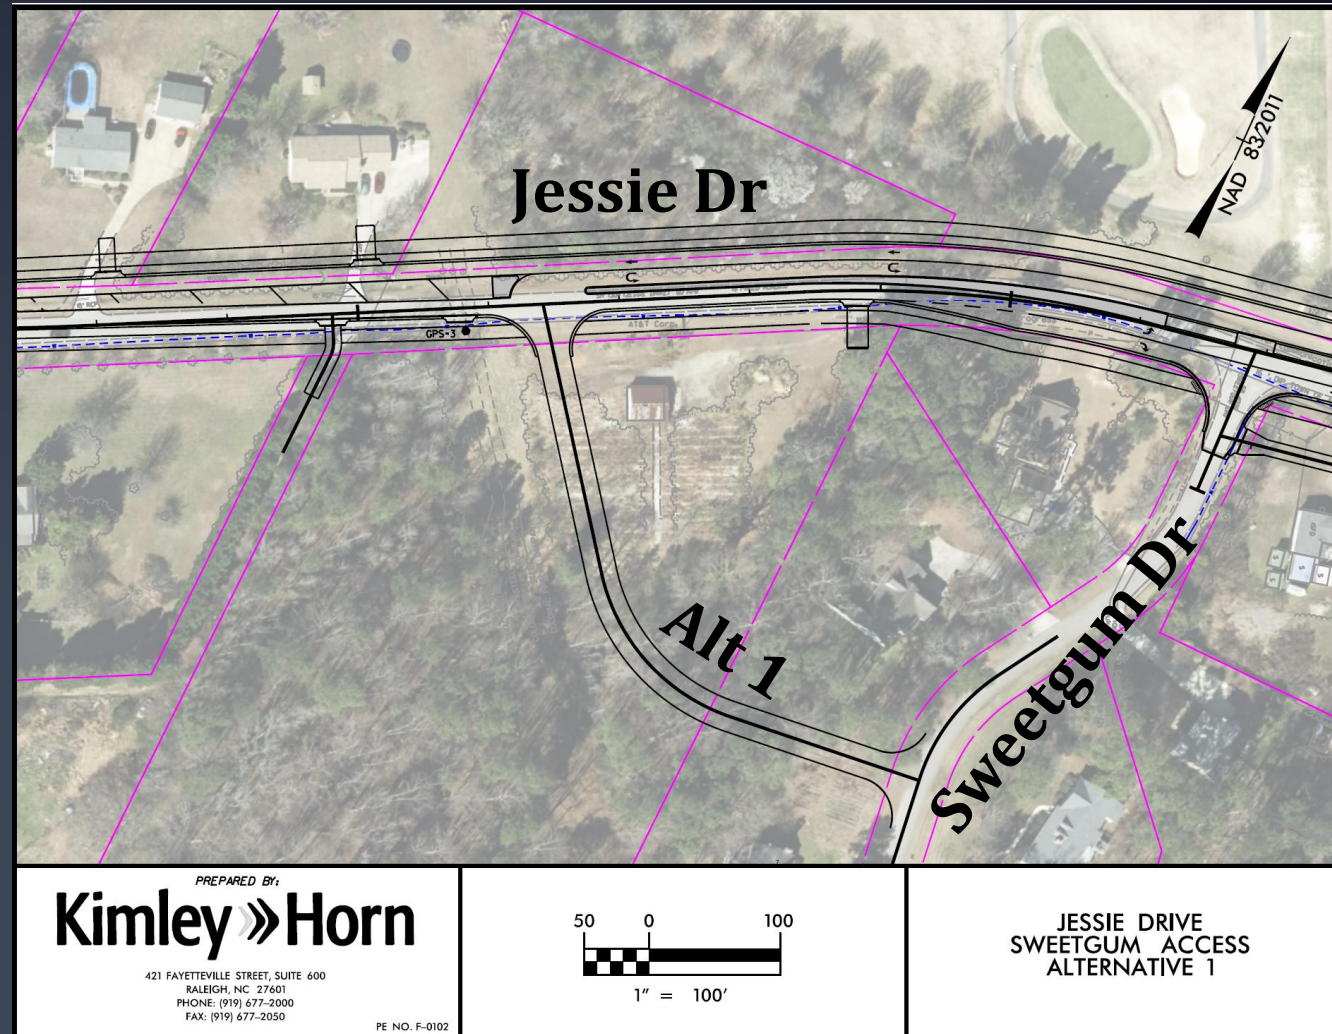 Jessie Dr
NAD 83/2011
GPS-3
AT&T Corp.
Alt 1
Sweetgum Dr
PREPARED BY:
Kimley Horn
421 FAYETTEVILLE STREET, SUITE 600
RALEIGH, NC 27601
PHONE: (919) 677-2000
FAX: (919) 677-2050
PE NO. F-0102
50 0 100
1" = 100'
JESSIE DRIVE
SWEETGUM ACCESS
ALTERNATIVE 1